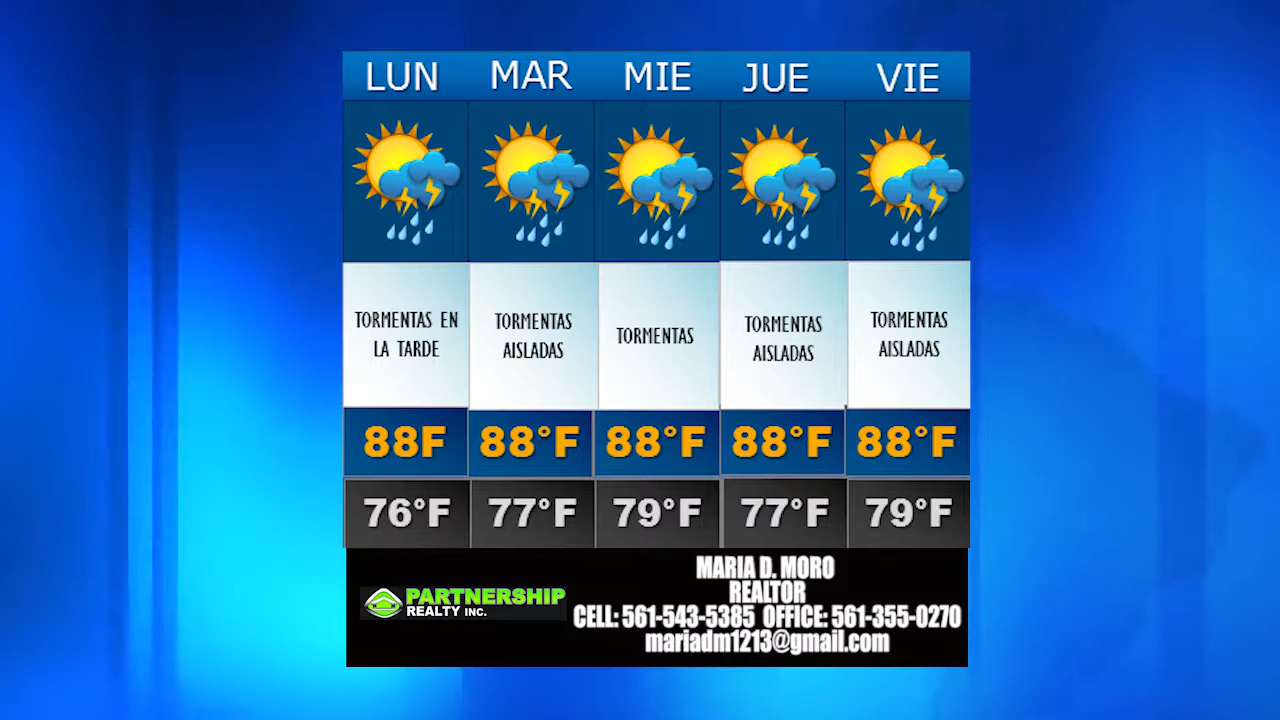 LUN MAR MIE JUE VIE
TORMENTAS EN
LA TARDE
TORMENTAS
AISLADAS
TORMENTAS
TORMENTAS
AISLADAS
TORMENTAS
AISLADAS
88F 88°F 88°F 88°F 88°F
76°F 77°F 79°F 77°F 79°F
PARTNERSHIP
REALTY INC.
MARIA D. MORO
REALTOR
CELL: 561-543-5385 OFFICE: 561-355-0270
mariadm1213@gmail.com